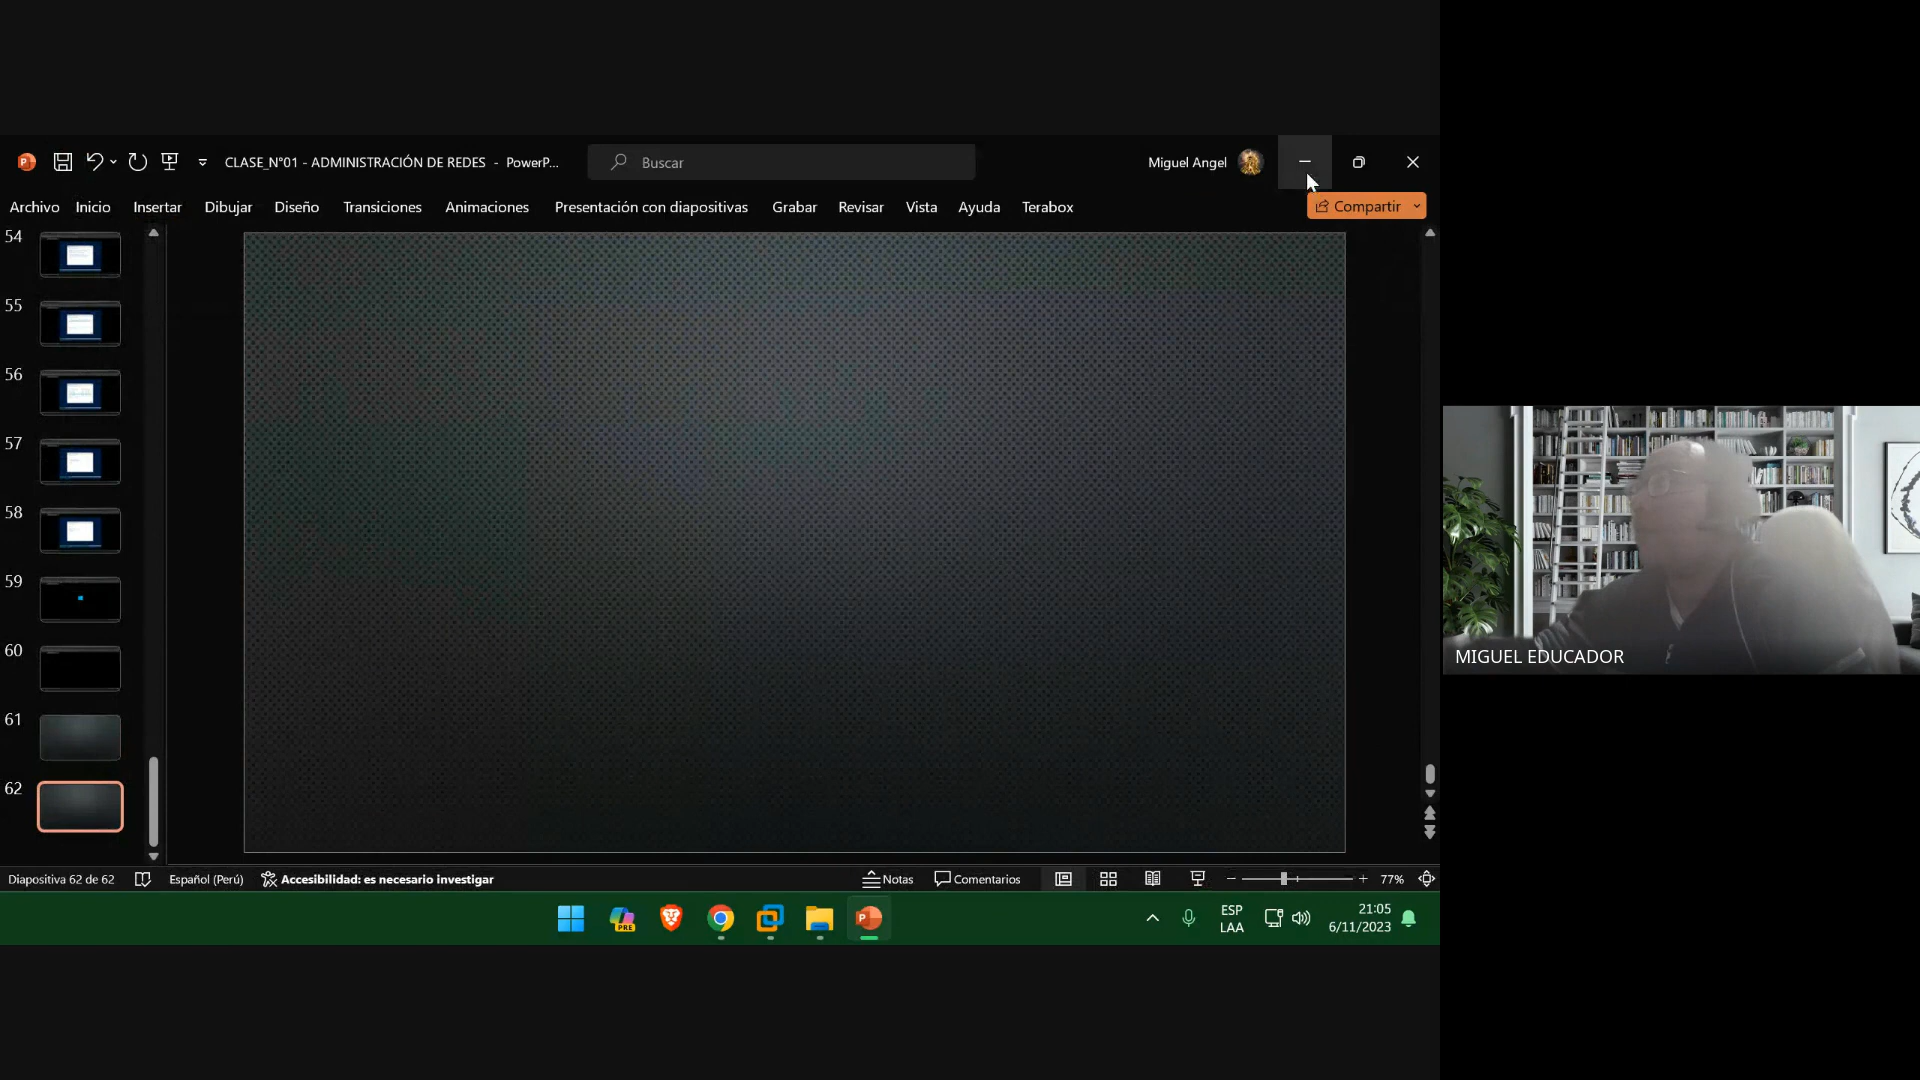 CLASE_N°01 - ADMINISTRACIÓN DE REDES - PowerP...
Buscar
Miguel Angel
Archivo Inicio Insertar Dibujar Diseño Transiciones Animaciones Presentación con diapositivas Grabar Revisar Vista Ayuda Terabox
Compartir
54
55
56
57
58
59
60
61
62
MIGUEL EDUCADOR
Diapositiva 62 de 62 Español (Perú) Accesibilidad: es necesario investigar Notas Comentarios 77%
PRE
ESP
LAA
21:05
6/11/2023